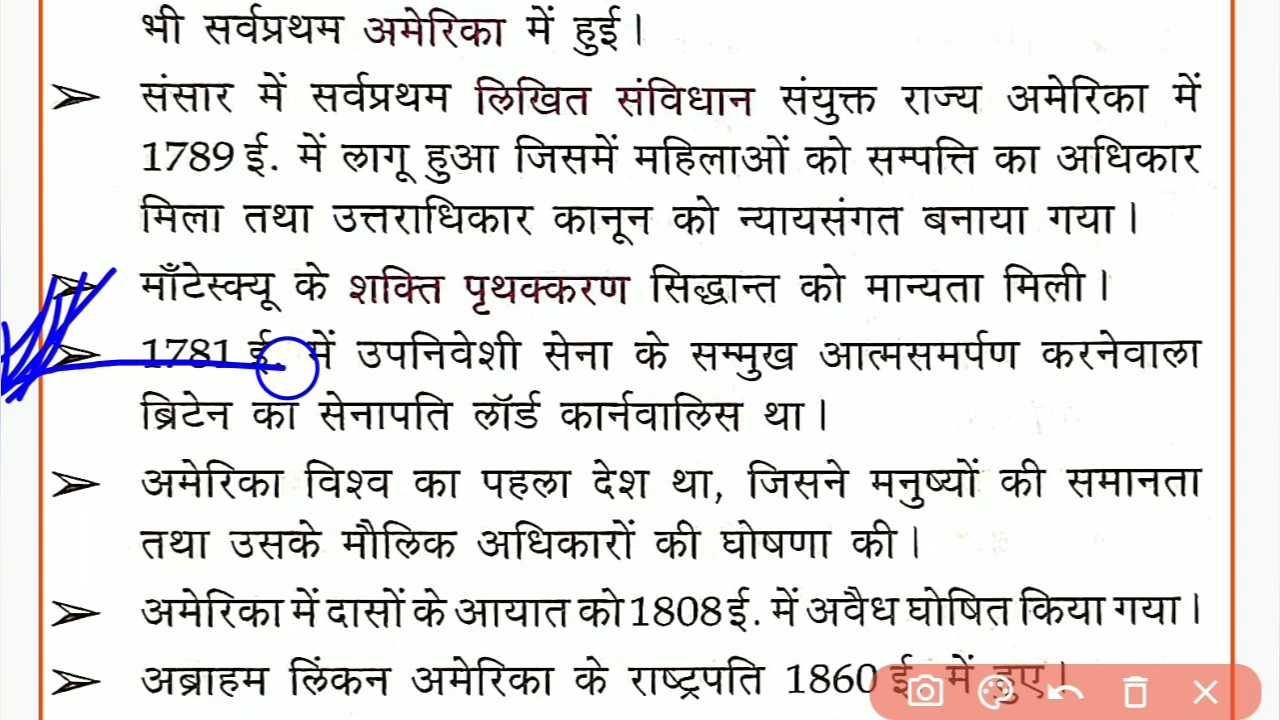 भी सर्वप्रथम अमेरिका में हुई।
➢ संसार में सर्वप्रथम लिखित संविधान संयुक्त राज्य अमेरिका में
1789 ई. में लागू हुआ जिसमें महिलाओं को सम्पत्ति का अधिकार
मिला तथा उत्तराधिकार कानून को न्यायसंगत बनाया गया।
➢ माँटेस्क्यू के शक्ति पृथक्करण सिद्धान्त को मान्यता मिली।
➢ 1781 ई. में उपनिवेशी सेना के सम्मुख आत्मसमर्पण करनेवाला
ब्रिटेन का सेनापति लॉर्ड कार्नवालिस था।
➢ अमेरिका विश्व का पहला देश था, जिसने मनुष्यों की समानता
तथा उसके मौलिक अधिकारों की घोषणा की।
➢ अमेरिका में दासों के आयात को 1808 ई. में अवैध घोषित किया गया।
➢ अब्राहम लिंकन अमेरिका के राष्ट्रपति 1860 ई. में हुए।